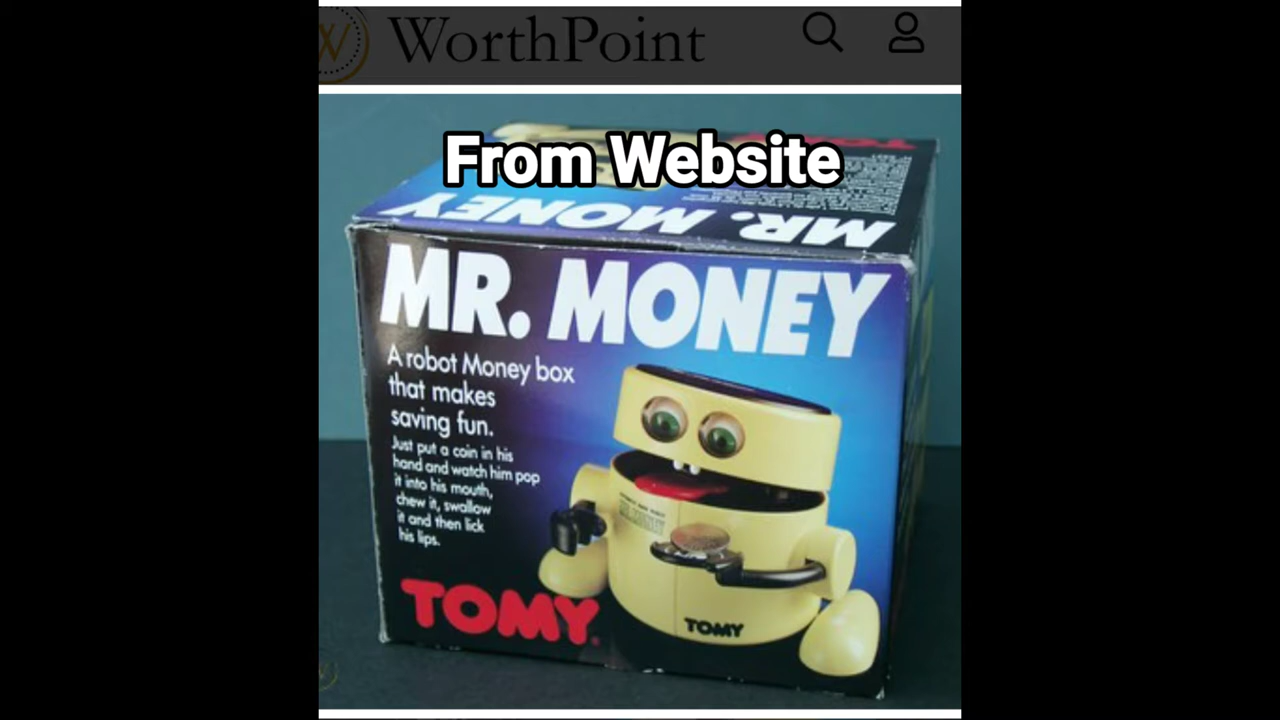 WorthPoint
From Website
TOMY
MR. MONEY
MR. MONEY
A robot Money box
that makes
saving fun.
Just put a coin in his
hand and watch him pop
it into his mouth,
chew it, swallow
it and then lick
his lips.
MR. MONEY
TOMY
TOMY